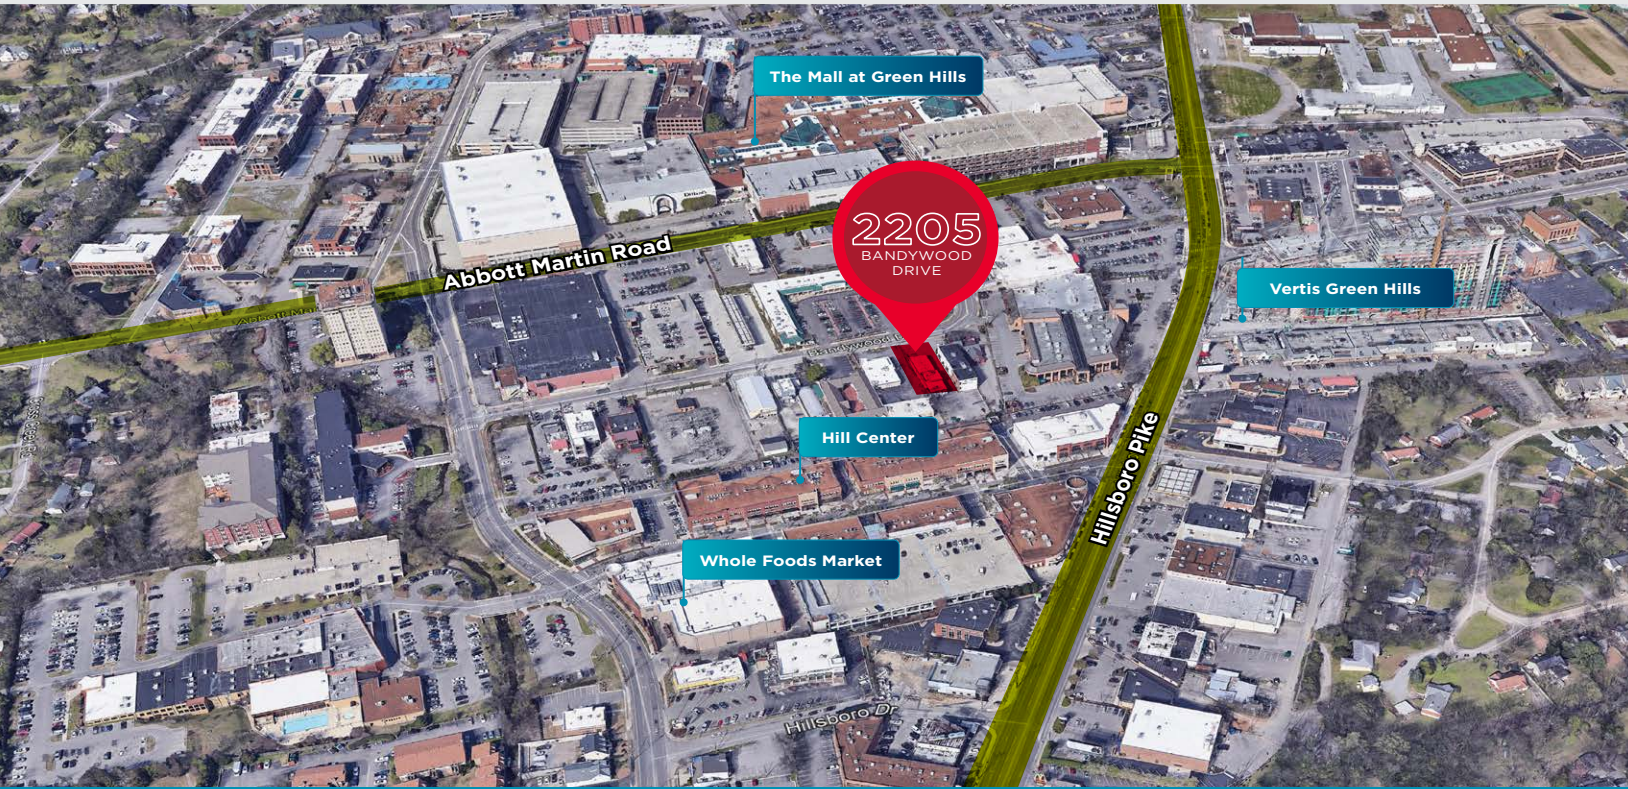 The Mall at Green Hills
2205
BANDYWOOD
DRIVE
Abbott Martin Road
Vertis Green Hills
Hill Center
Hillsboro Pike
Whole Foods Market
Hillsboro Dr